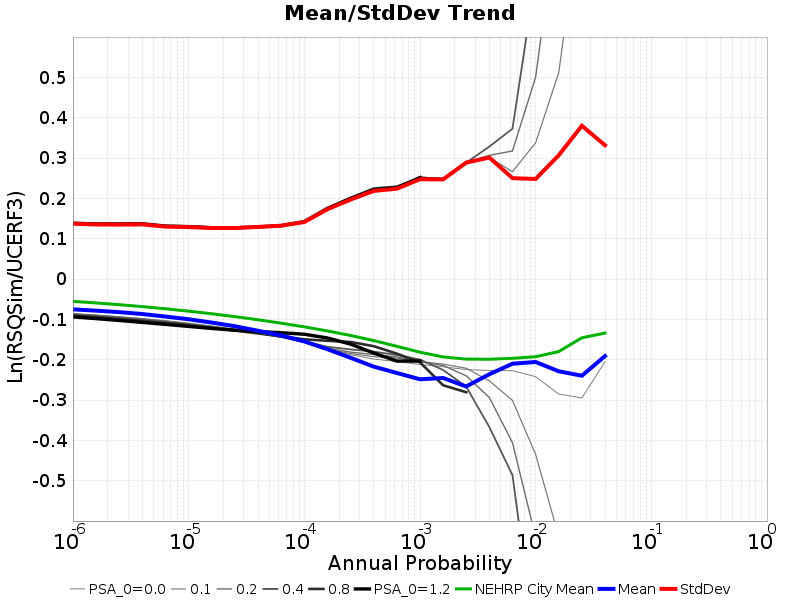 Mean/StdDev Trend
Ln(RSQSim/UCERF3)
0.5
0.4
0.3
0.2
0.1
0
-0.1
-0.2
-0.3
-0.4
-0.5
10^-6 10^-5 10^-4 10^-3 10^-2 10^-1 10^0
Annual Probability
PSA_0=0.0 0.1 0.2 0.4 0.8 PSA_0=1.2 NEHRP City Mean Mean StdDev